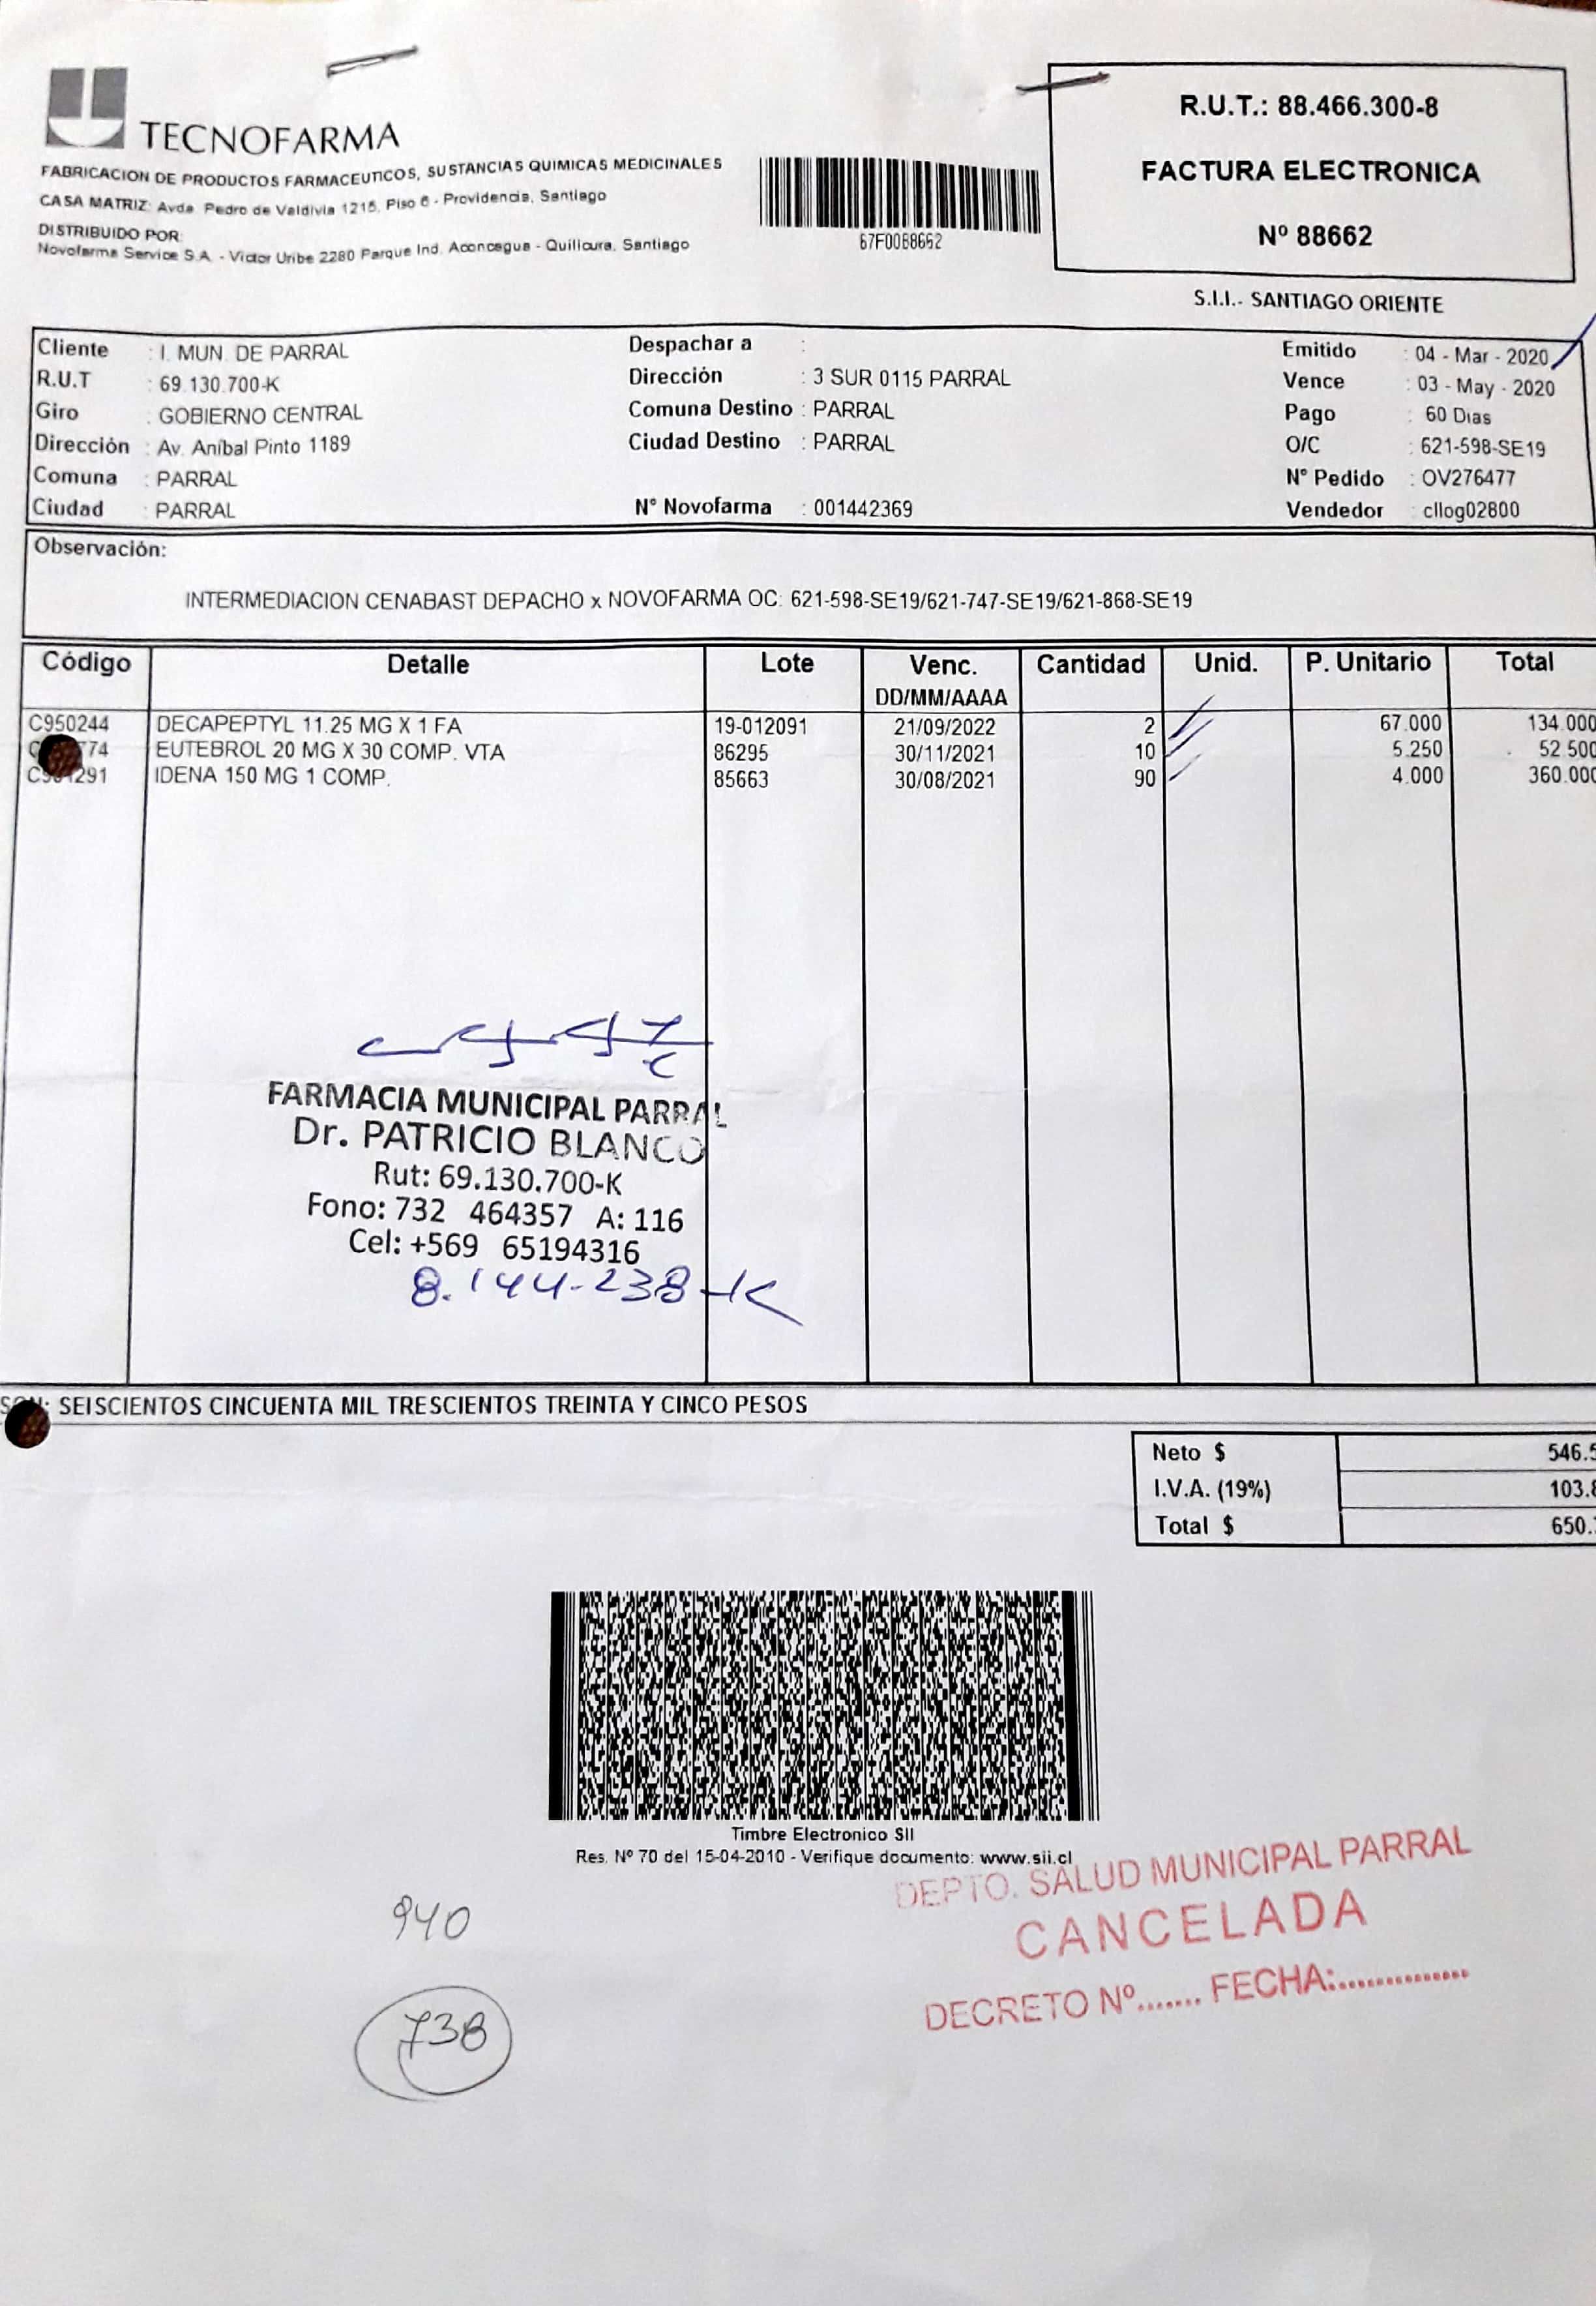 TECNOFARMA
FABRICACION DE PRODUCTOS FARMACEUTICOS, SUSTANCIAS QUIMICAS MEDICINALES
CASA MATRIZ: Avda. Pedro de Valdivia 1215, Piso 6 - Providencia, Santiago
DISTRIBUIDO POR:
Novofarma Service S.A. - Victor Uribe 2280 Parque Ind. Aconcagua - Quilicura, Santiago
67F0088662
R.U.T.: 88.466.300-8
FACTURA ELECTRONICA
Nº 88662
S.I.I.- SANTIAGO ORIENTE
Cliente : I. MUN. DE PARRAL
R.U.T : 69.130.700-K
Giro : GOBIERNO CENTRAL
Dirección : Av. Aníbal Pinto 1189
Comuna : PARRAL
Ciudad : PARRAL
Despachar a :
Dirección : 3 SUR 0115 PARRAL
Comuna Destino : PARRAL
Ciudad Destino : PARRAL
N° Novofarma : 001442369
Emitido : 04 - Mar - 2020
Vence : 03 - May - 2020
Pago : 60 Dias
O/C : 621-598-SE19
N° Pedido : OV276477
Vendedor : cllog02800
Observación:
INTERMEDIACION CENABAST DEPACHO x NOVOFARMA OC: 621-598-SE19/621-747-SE19/621-868-SE19
Código Detalle Lote Venc. Cantidad Unid. P. Unitario Total
DD/MM/AAAA
C950244 DECAPEPTYL 11.25 MG X 1 FA 19-012091 21/09/2022 2 67.000 134.000
EUTEBROL 20 MG X 30 COMP. VTA 86295 30/11/2021 10 5.250 52.500
IDENA 150 MG 1 COMP. 85663 30/08/2021 90 4.000 360.000
FARMACIA MUNICIPAL PARRAL
Dr. PATRICIO BLANCO
Rut: 69.130.700-K
Fono: 732 464357 A: 116
Cel: +569 65194316
8.144-238-K
SEISCIENTOS CINCUENTA MIL TRESCIENTOS TREINTA Y CINCO PESOS
Neto $ 546.5
I.V.A. (19%) 103.8
Total $ 650.
Timbre Electronico SII
Res. Nº 70 del 15-04-2010 - Verifique documento: www.sii.cl
DEPTO. SALUD MUNICIPAL PARRAL
CANCELADA
DECRETO Nº....... FECHA:...............
940
738